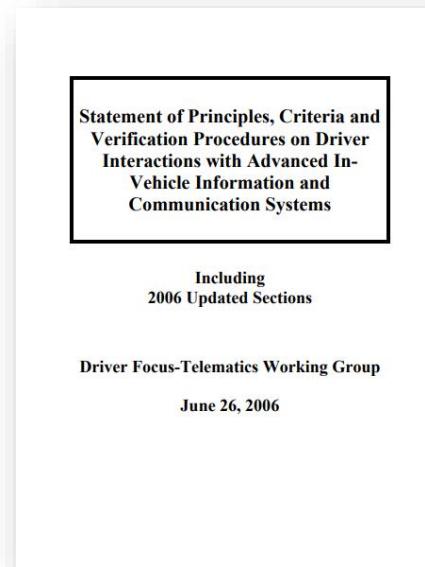 Statement of Principles, Criteria and
Verification Procedures on Driver
Interactions with Advanced In-
Vehicle Information and
Communication Systems
Including
2006 Updated Sections
Driver Focus-Telematics Working Group
June 26, 2006